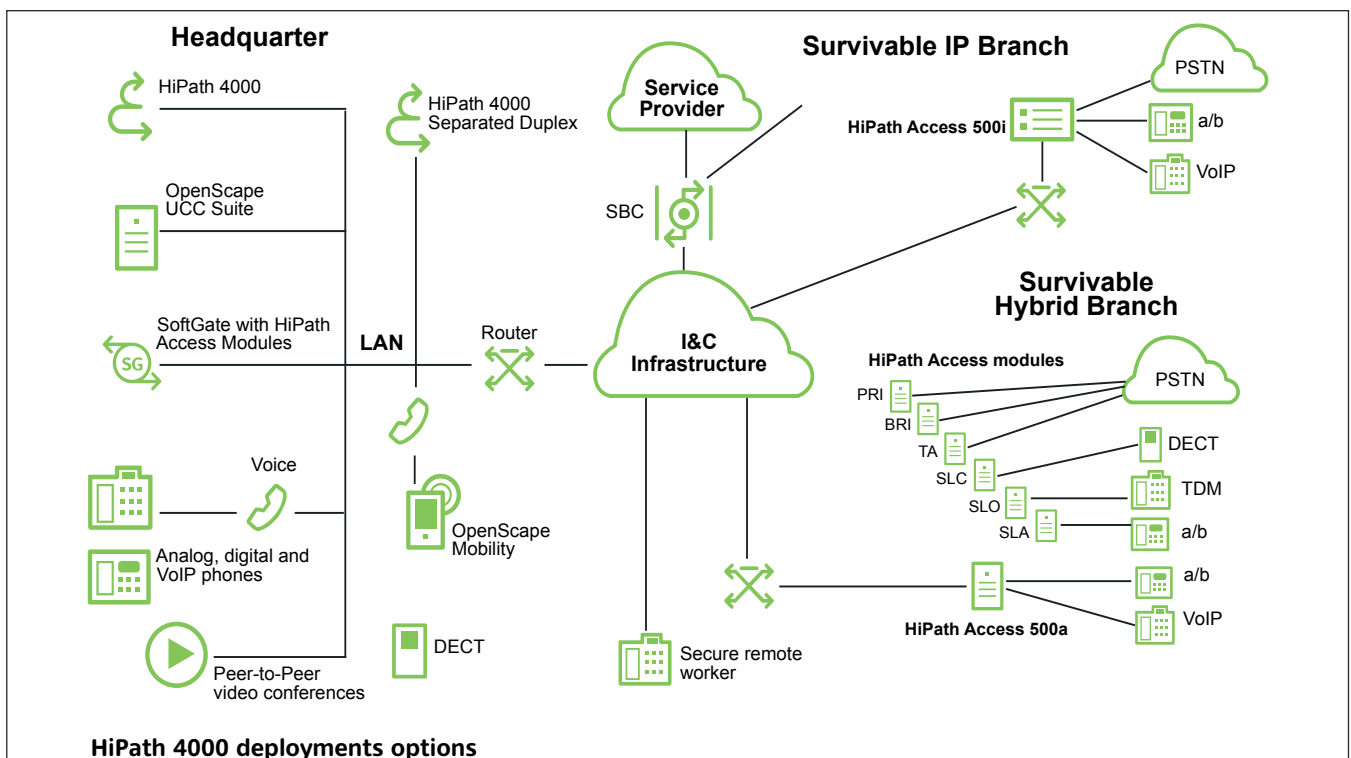 Headquarter
HiPath 4000
HiPath 4000
Separated Duplex
OpenScape
UCC Suite
SoftGate with HiPath
Access Modules
SG
LAN
Router
Voice
Analog, digital and
VoIP phones
OpenScape
Mobility
Peer-to-Peer
video conferences
DECT
Service
Provider
SBC
I&C
Infrastructure
Secure remote
worker
Survivable IP Branch
HiPath Access 500i
PSTN
a/b
VoIP
Survivable
Hybrid Branch
HiPath Access modules
PRI
BRI
TA
SLC
SLO
SLA
PSTN
DECT
TDM
a/b
a/b
VoIP
HiPath Access 500a
HiPath 4000 deployments options